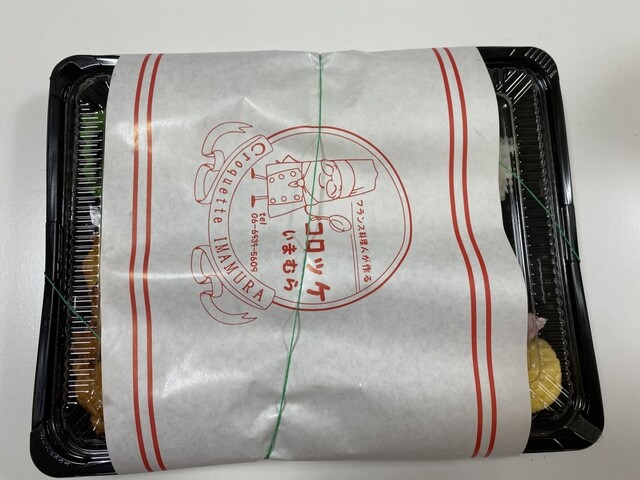 フランス料理人が作る
コロッケ
いまむら
tel
06-6935-5609
Croquette IMAMURA